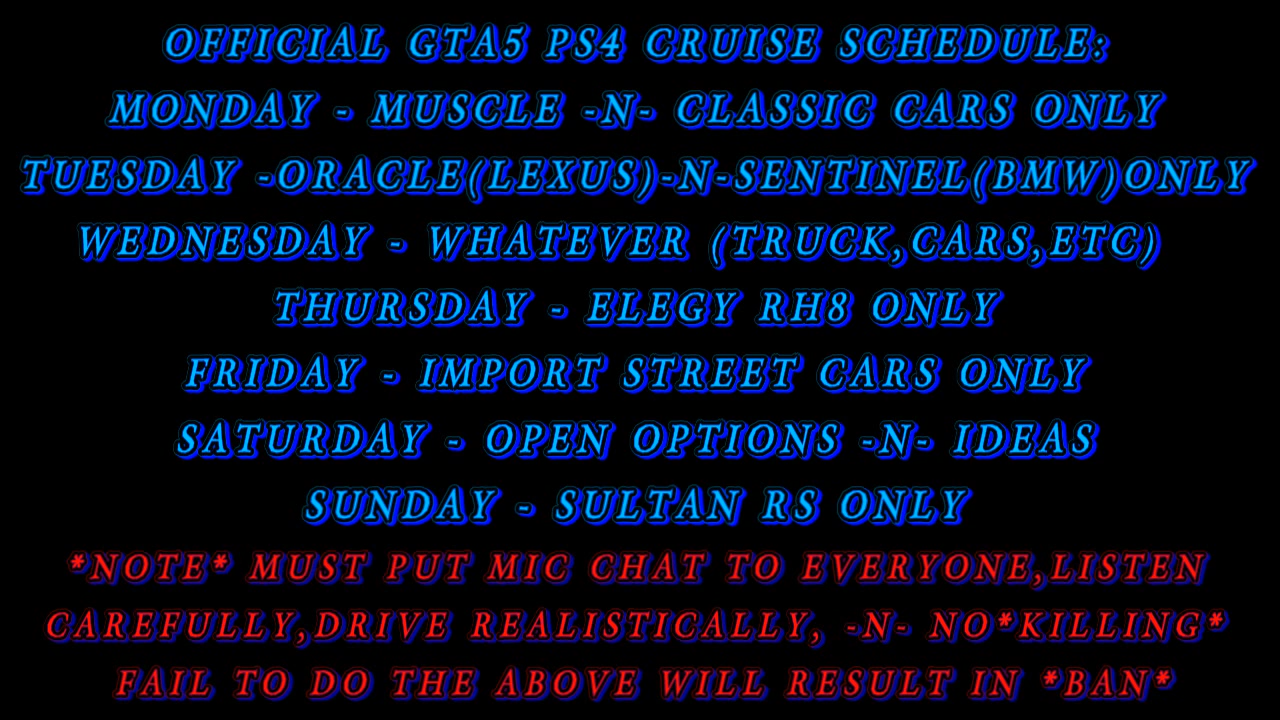 OFFICIAL GTA5 PS4 CRUISE SCHEDULE:
MONDAY - MUSCLE -N- CLASSIC CARS ONLY
TUESDAY -ORACLE(LEXUS)-N-SENTINEL(BMW)ONLY
WEDNESDAY - WHATEVER (TRUCK,CARS,ETC)
THURSDAY - ELEGY RH8 ONLY
FRIDAY - IMPORT STREET CARS ONLY
SATURDAY - OPEN OPTIONS -N- IDEAS
SUNDAY - SULTAN RS ONLY
*NOTE* MUST PUT MIC CHAT TO EVERYONE,LISTEN
CAREFULLY,DRIVE REALISTICALLY, -N- NO*KILLING*
FAIL TO DO THE ABOVE WILL RESULT IN *BAN*